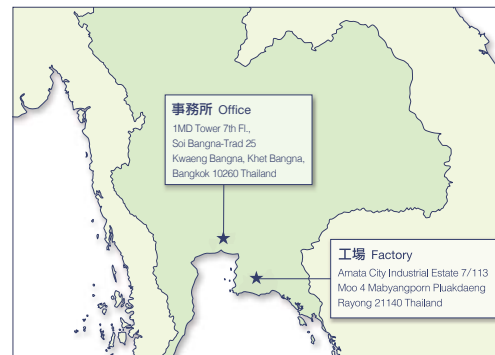 事務所 Office
1MD Tower 7th Fl.,
Soi Bangna-Trad 25
Kwaeng Bangna, Khet Bangna,
Bangkok 10260 Thailand
工場 Factory
Amata City Industrial Estate 7/113
Moo 4 Mabyangporn Pluakdaeng
Rayong 21140 Thailand